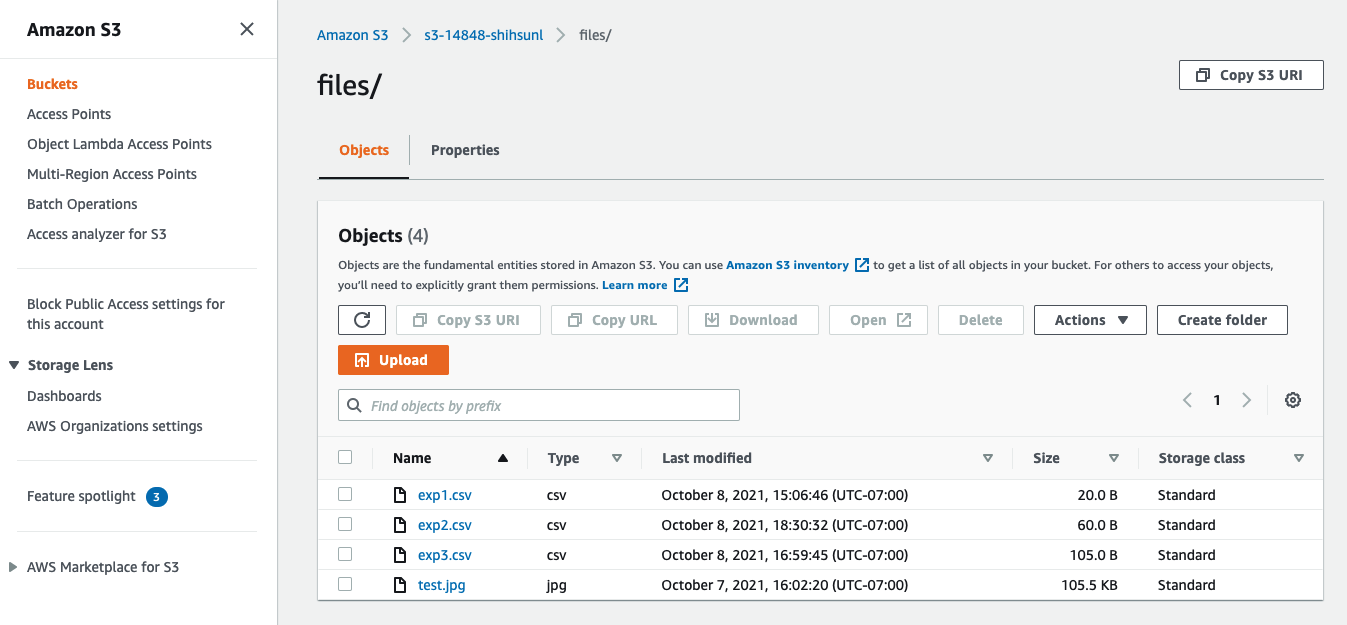 Amazon S3
Buckets
Access Points
Object Lambda Access Points
Multi-Region Access Points
Batch Operations
Access analyzer for S3
Block Public Access settings for
this account
Storage Lens
Dashboards
AWS Organizations settings
Feature spotlight 3
AWS Marketplace for S3
Amazon S3 s3-14848-shihsunl files/
files/
Copy S3 URI
Objects Properties
Objects (4)
Objects are the fundamental entities stored in Amazon S3. You can use Amazon S3 inventory to get a list of all objects in your bucket. For others to access your objects,
you'll need to explicitly grant them permissions. Learn more
Copy S3 URI Copy URL Download Open Delete Actions Create folder
Upload
Find objects by prefix
1
Name Type Last modified Size Storage class
exp1.csv csv October 8, 2021, 15:06:46 (UTC-07:00) 20.0 B Standard
exp2.csv csv October 8, 2021, 18:30:32 (UTC-07:00) 60.0 B Standard
exp3.csv csv October 8, 2021, 16:59:45 (UTC-07:00) 105.0 B Standard
test.jpg jpg October 7, 2021, 16:02:20 (UTC-07:00) 105.5 KB Standard